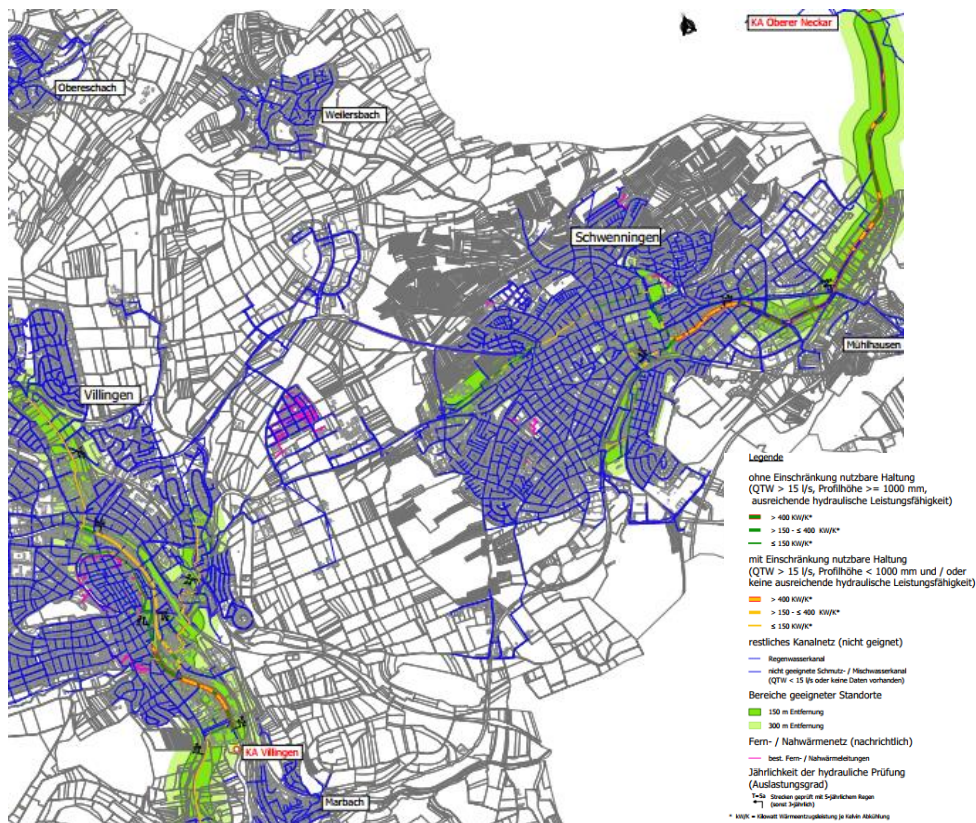 KA Oberer Neckar
Obereschach
Weilersbach
Schwenningen
Mühlhausen
Villingen
KA Villingen
Marbach
Legende
ohne Einschränkung nutzbare Haltung
(QTW > 15 l/s, Profilhöhe >= 1000 mm,
ausreichende hydraulische Leistungsfähigkeit)
> 400 KW/K*
> 150 - ≤ 400 KW/K*
≤ 150 KW/K*
mit Einschränkung nutzbare Haltung
(QTW > 15 l/s, Profilhöhe < 1000 mm und / oder
keine ausreichende hydraulische Leistungsfähigkeit)
> 400 KW/K*
> 150 - ≤ 400 KW/K*
≤ 150 KW/K*
restliches Kanalnetz (nicht geignet)
Regenwasserkanal
nicht geeignete Schmutz- / Mischwasserkanal
(QTW < 15 l/s oder keine Daten vorhanden)
Bereiche geeigneter Standorte
150 m Entfernung
300 m Entfernung
Fern- / Nahwärmenetz (nachrichtlich)
best. Fern- / Nahwärmeleitungen
Jährlichkeit der hydraulische Prüfung
(Auslastungsgrad)
T=5a Strecken geprüft mit 5-jährlichem Regen
(sonst 3-jährlich)
* kW/K = Kilowatt Wärmeentzugsleistung je Kelvin Abkühlung